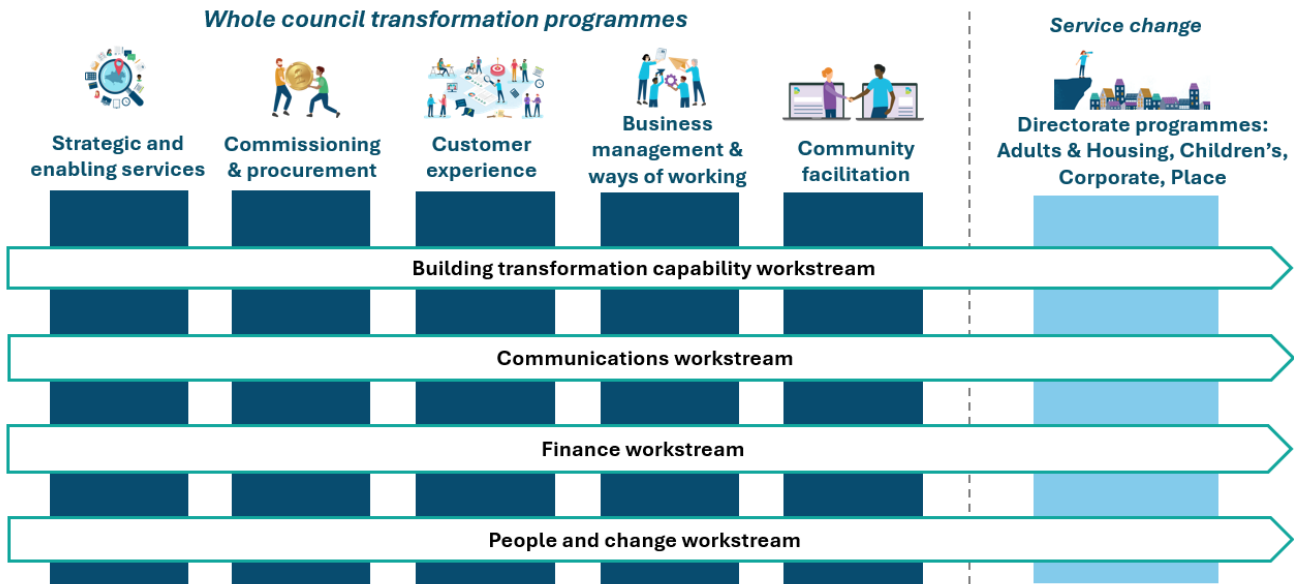 Whole council transformation programmes
Service change
Strategic and
enabling services
Commissioning
& procurement
Customer
experience
Business
management &
ways of working
Community
facilitation
Directorate programmes:
Adults & Housing, Children's,
Corporate, Place
Building transformation capability workstream
Communications workstream
Finance workstream
People and change workstream